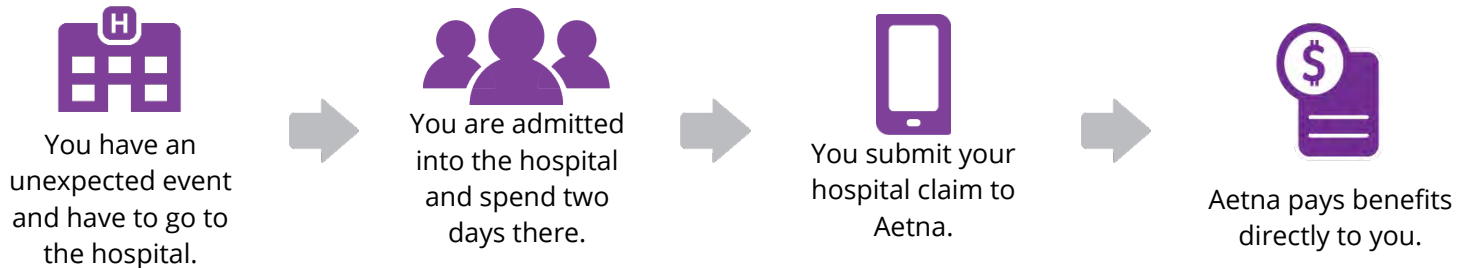 H
You have an
unexpected event
and have to go to
the hospital.
You are admitted
into the hospital
and spend two
days there.
You submit your
hospital claim to
Aetna.
$
Aetna pays benefits
directly to you.